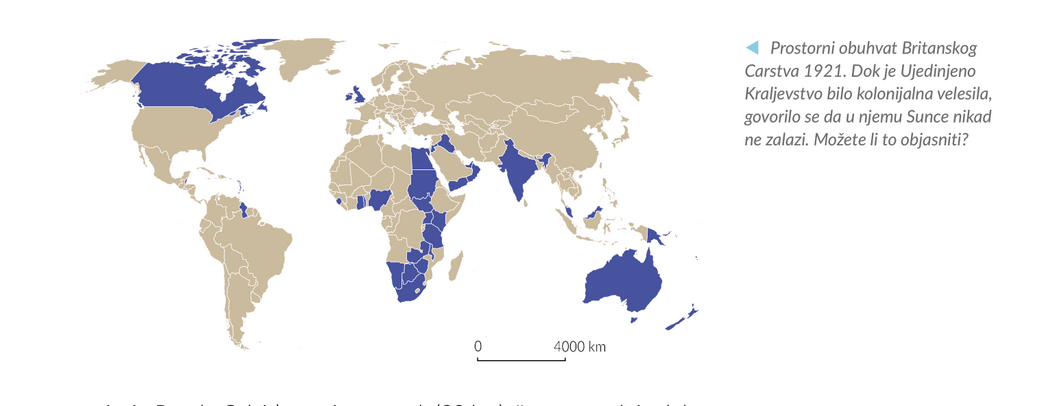 Prostorni obuhvat Britanskog
Carstva 1921. Dok je Ujedinjeno
Kraljevstvo bilo kolonijalna velesila,
govorilo se da u njemu Sunce nikad
ne zalazi. Možete li to objasniti?
0 4000 km